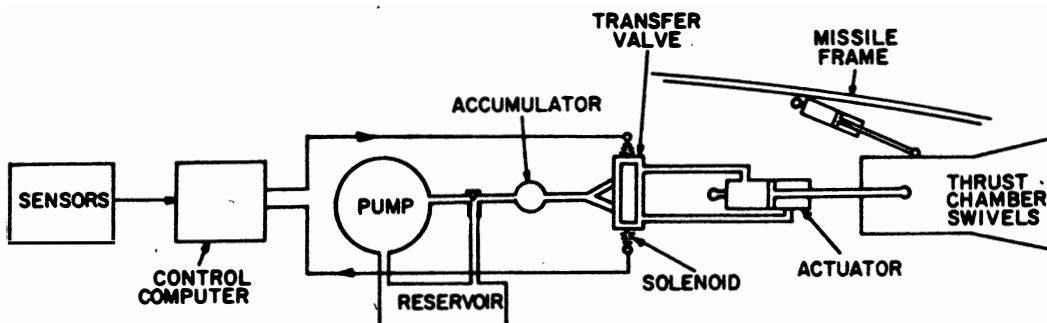 TRANSFER
VALVE
MISSILE
FRAME
ACCUMULATOR
SENSORS
PUMP
THRUST
CHAMBER
SWIVELS
CONTROL
COMPUTER
RESERVOIR
SOLENOID
ACTUATOR